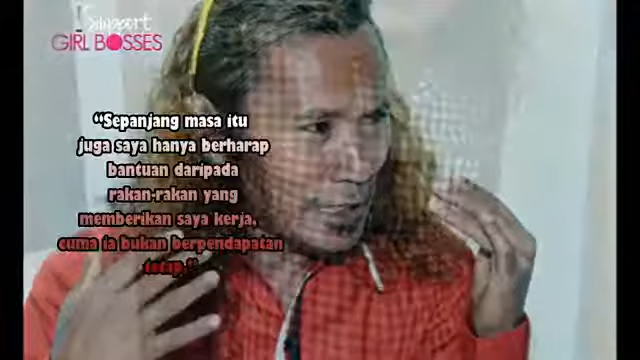 I support
GIRL BOSSES
“Sepanjang masa itu
juga saya hanya berharap
bantuan daripada
rakan-rakan yang
memberikan saya kerja,
cuma ia bukan berpendapatan
tetap,”